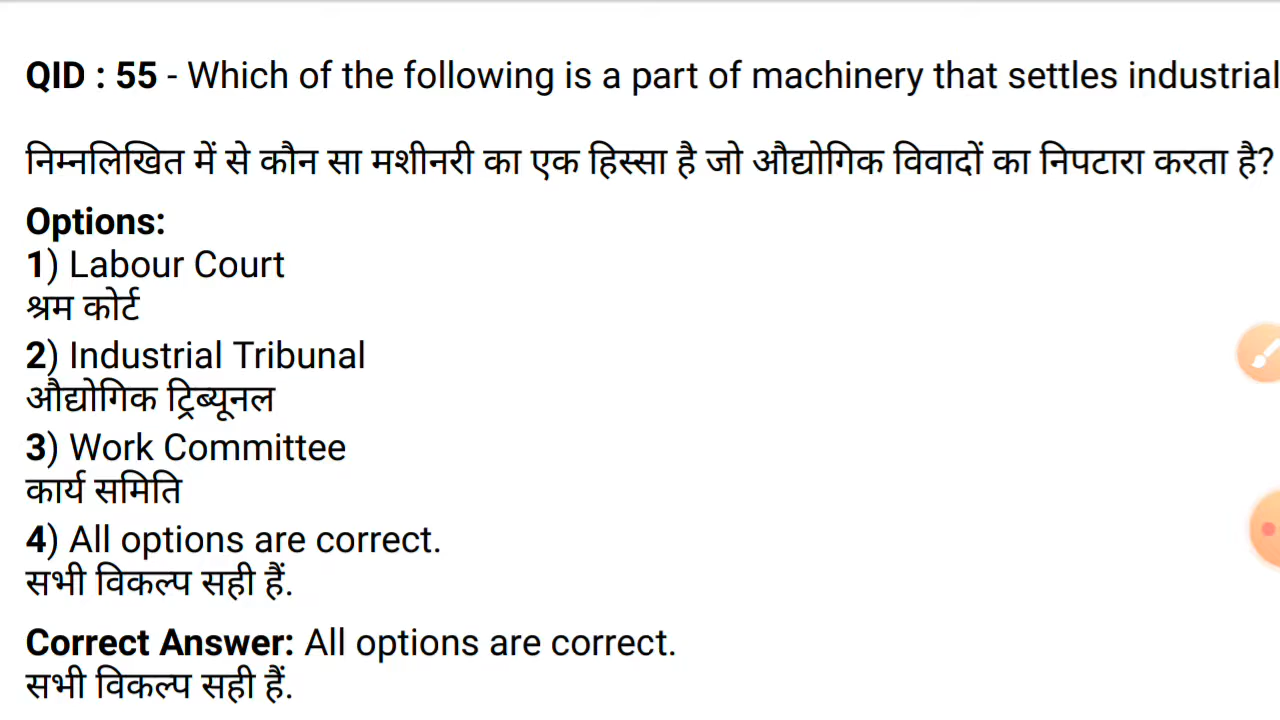 QID : 55 - Which of the following is a part of machinery that settles industrial
निम्नलिखित में से कौन सा मशीनरी का एक हिस्सा है जो औद्योगिक विवादों का निपटारा करता है?
Options:
1) Labour Court
श्रम कोर्ट
2) Industrial Tribunal
औद्योगिक ट्रिब्यूनल
3) Work Committee
कार्य समिति
4) All options are correct.
सभी विकल्प सही हैं.
Correct Answer: All options are correct.
सभी विकल्प सही हैं.